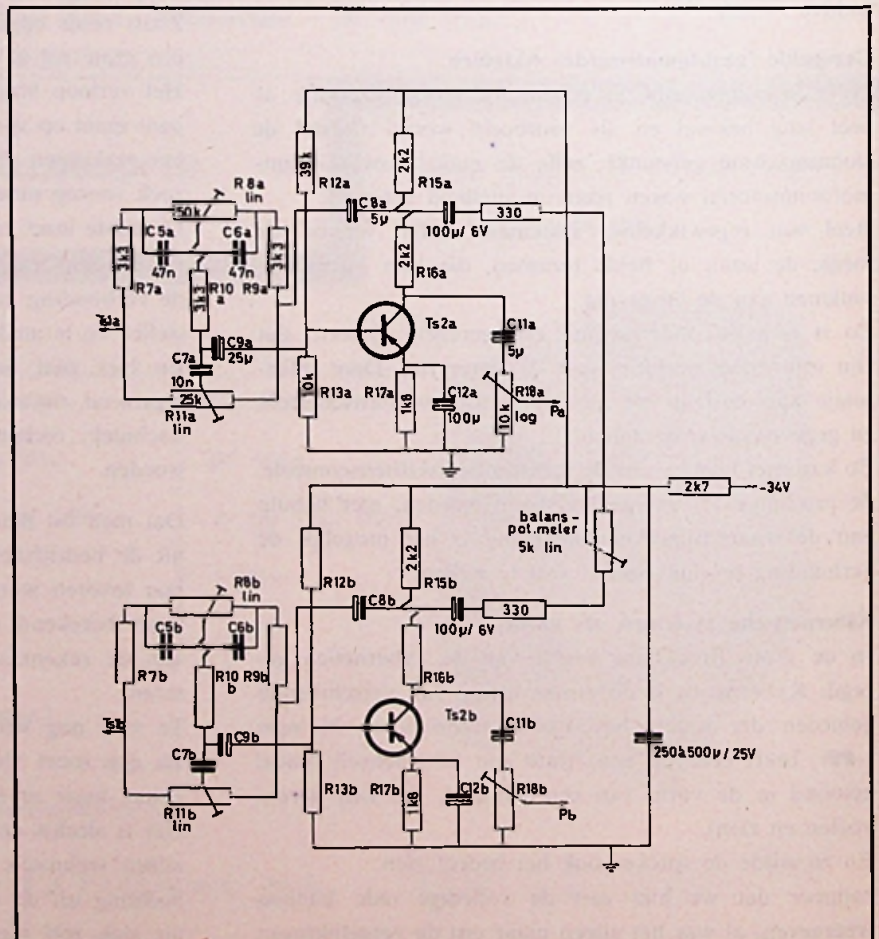 39k
R12a
2k2
R15a
R8a
lin
50k
C5a
47n
C6a
47n
3k3
R7a
3k3
R9a
3k3
R10a
C8a
5µ
100µ/ 6V
330
2k2
R16a
Ts2a
C9a
25µ
C7a
10n
25k
R11a
lin
10k
R13a
R17a
1k8
C12a
100µ
C11a
5µ
R18a
log
10k
Pa
2k7
-34V
balans-
pot.meter
5k lin
R12b
2k2
R15b
R8b
lin
C5b
C6b
R7b
R10b
R9b
C8b
100µ/ 6V
330
R16b
Ts2b
C9b
C7b
R11b
lin
R13b
R17b
1k8
C12b
C11b
R18b
Pb
250à500µ/25V